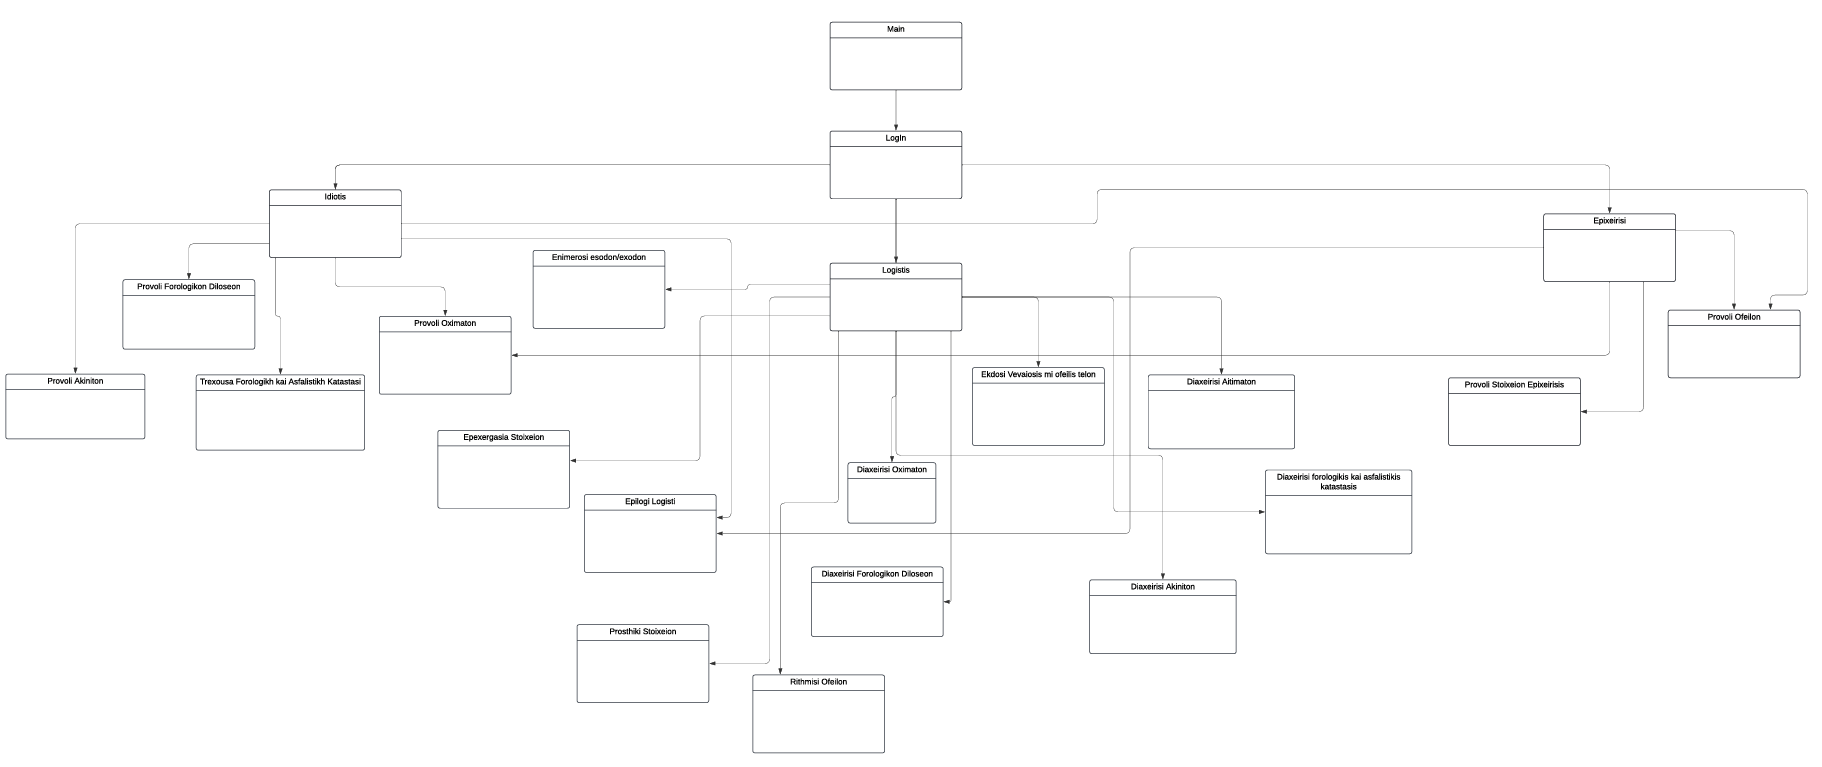 Main
LogIn
Idiotis
Epixeirisi
Enimerosi esodon/exodon
Logistis
Provoli Forologikon Diloseon
Provoli Oximaton
Provoli Ofeilon
Provoli Akiniton
Trexousa Forologikh kai Asfalistikh Katastasi
Ekdosi Vevaiosis mi ofeilis telon
Diaxeirisi Aitimaton
Provoli Stoixeion Epixeirisis
Epexergasia Stoixeion
Diaxeirisi Oximaton
Diaxeirisi forologikis kai asfalistikis
katastasis
Epilogi Logisti
Diaxeirisi Forologikon Diloseon
Diaxeirisi Akiniton
Prosthiki Stoixeion
Rithmisi Ofeilon